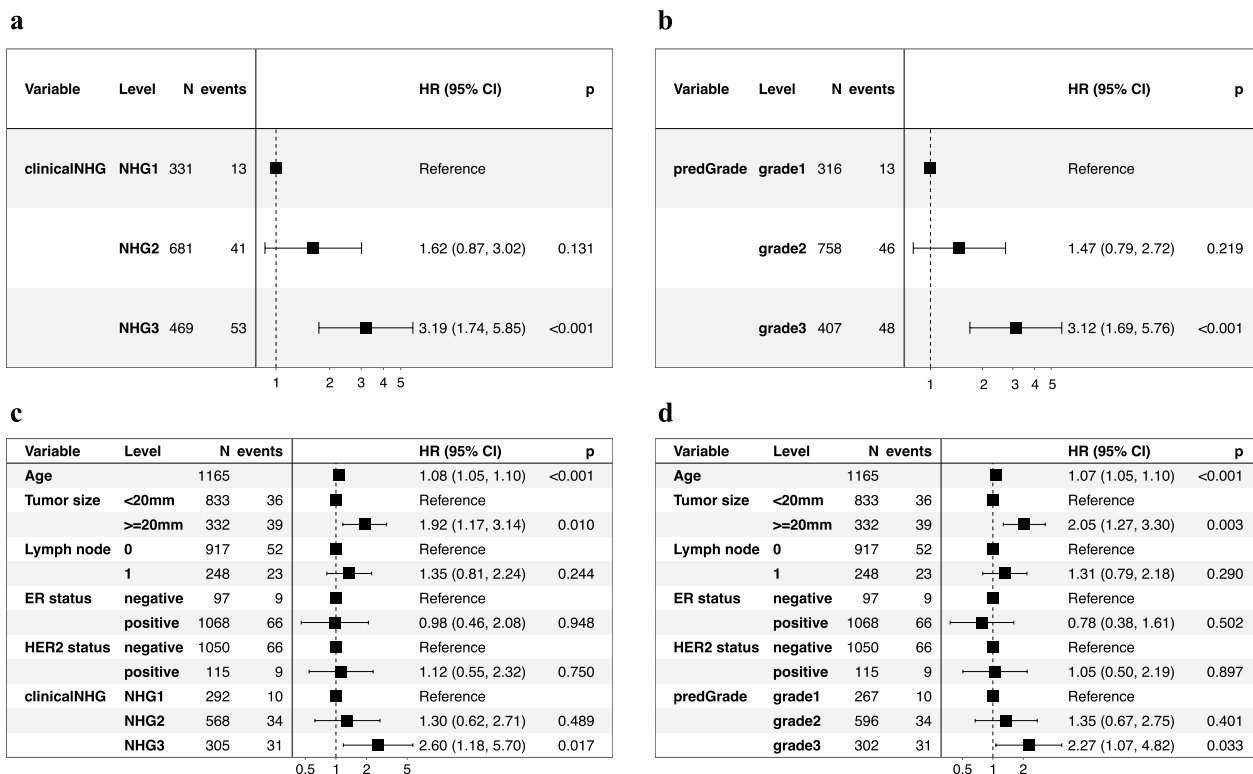 a
Variable Level N events HR (95% CI) p
clinicalNHG NHG1 331 13 Reference
NHG2 681 41 1.62 (0.87, 3.02) 0.131
NHG3 469 53 3.19 (1.74, 5.85) <0.001
1 2 3 4 5
b
Variable Level N events HR (95% CI) p
predGrade grade1 316 13 Reference
grade2 758 46 1.47 (0.79, 2.72) 0.219
grade3 407 48 3.12 (1.69, 5.76) <0.001
1 2 3 4 5
c
Variable Level N events HR (95% CI) p
Age 1165 1.08 (1.05, 1.10) <0.001
Tumor size <20mm 833 36 Reference
>=20mm 332 39 1.92 (1.17, 3.14) 0.010
Lymph node 0 917 52 Reference
1 248 23 1.35 (0.81, 2.24) 0.244
ER status negative 97 9 Reference
positive 1068 66 0.98 (0.46, 2.08) 0.948
HER2 status negative 1050 66 Reference
positive 115 9 1.12 (0.55, 2.32) 0.750
clinicalNHG NHG1 292 10 Reference
NHG2 568 34 1.30 (0.62, 2.71) 0.489
NHG3 305 31 2.60 (1.18, 5.70) 0.017
0.5 1 2 5
d
Variable Level N events HR (95% CI) p
Age 1165 1.07 (1.05, 1.10) <0.001
Tumor size <20mm 833 36 Reference
>=20mm 332 39 2.05 (1.27, 3.30) 0.003
Lymph node 0 917 52 Reference
1 248 23 1.31 (0.79, 2.18) 0.290
ER status negative 97 9 Reference
positive 1068 66 0.78 (0.38, 1.61) 0.502
HER2 status negative 1050 66 Reference
positive 115 9 1.05 (0.50, 2.19) 0.897
predGrade grade1 267 10 Reference
grade2 596 34 1.35 (0.67, 2.75) 0.401
grade3 302 31 2.27 (1.07, 4.82) 0.033
0.5 1 2